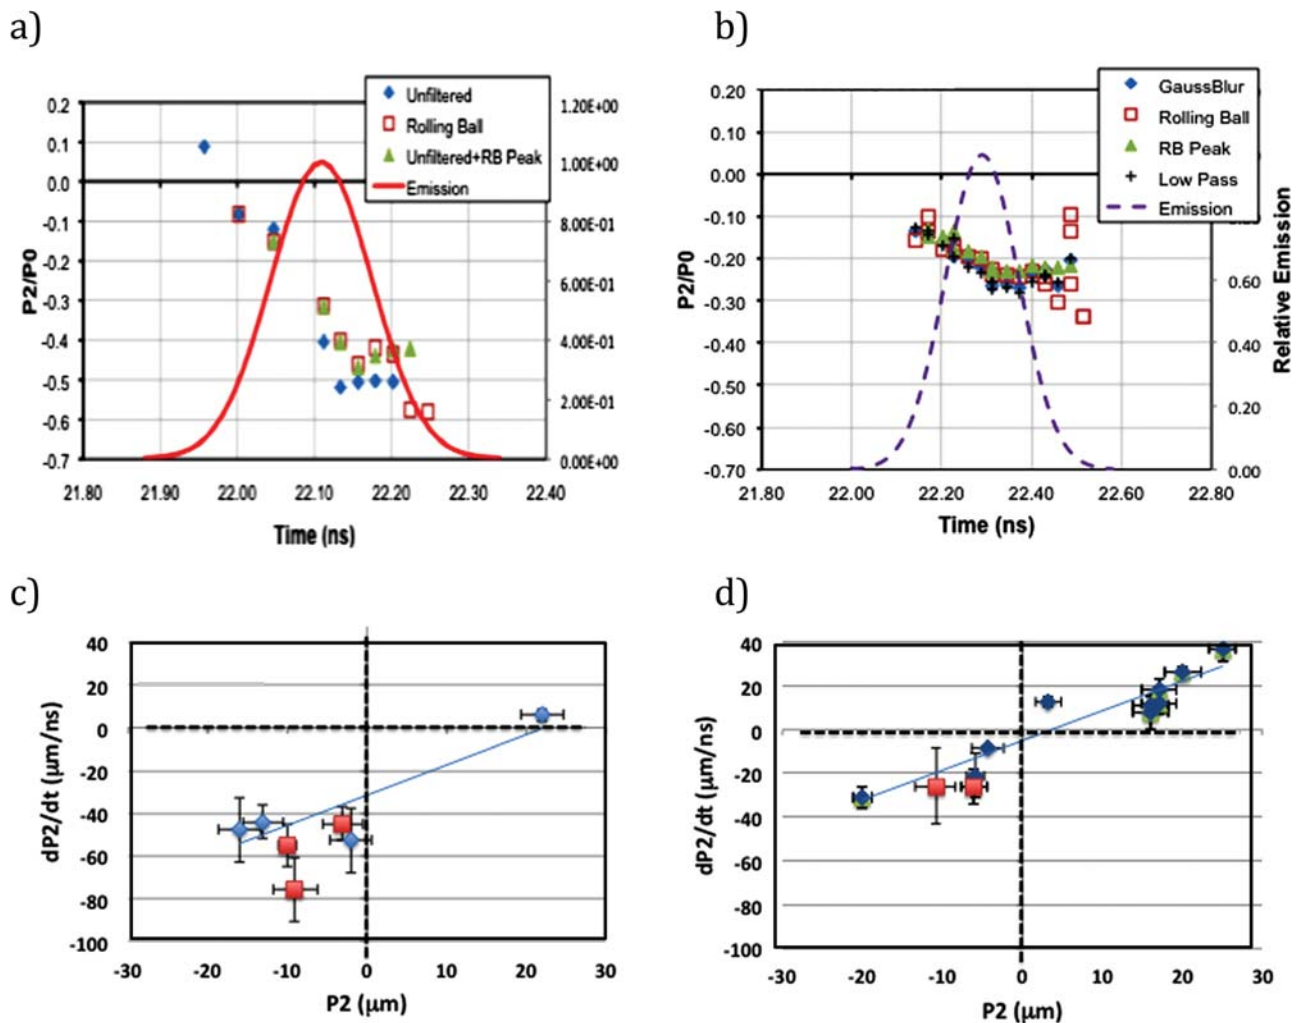 a)
Unfiltered
Rolling Ball
Unfiltered+RB Peak
Emission
0.2
0.1
0.0
-0.1
-0.2
-0.3
-0.4
-0.5
-0.6
-0.7
P2/P0
1.20E+00
1.00E+00
8.00E-01
6.00E-01
4.00E-01
2.00E-01
0.00E+00
21.80 21.90 22.00 22.10 22.20 22.30 22.40
Time (ns)
b)
GaussBlur
Rolling Ball
RB Peak
Low Pass
Emission
0.20
0.10
0.00
-0.10
-0.20
-0.30
-0.40
-0.50
-0.60
-0.70
P2/P0
0.60
0.40
0.20
0.00
Relative Emission
21.80 22.00 22.20 22.40 22.60 22.80
Time (ns)
c)
40
20
0
-20
-40
-60
-80
-100
dP2/dt (μm/ns)
-30 -20 -10 0 10 20 30
P2 (μm)
d)
40
20
0
-20
-40
-60
-80
-100
dP2/dt (μm/ns)
-30 -20 -10 0 10 20 30
P2 (μm)